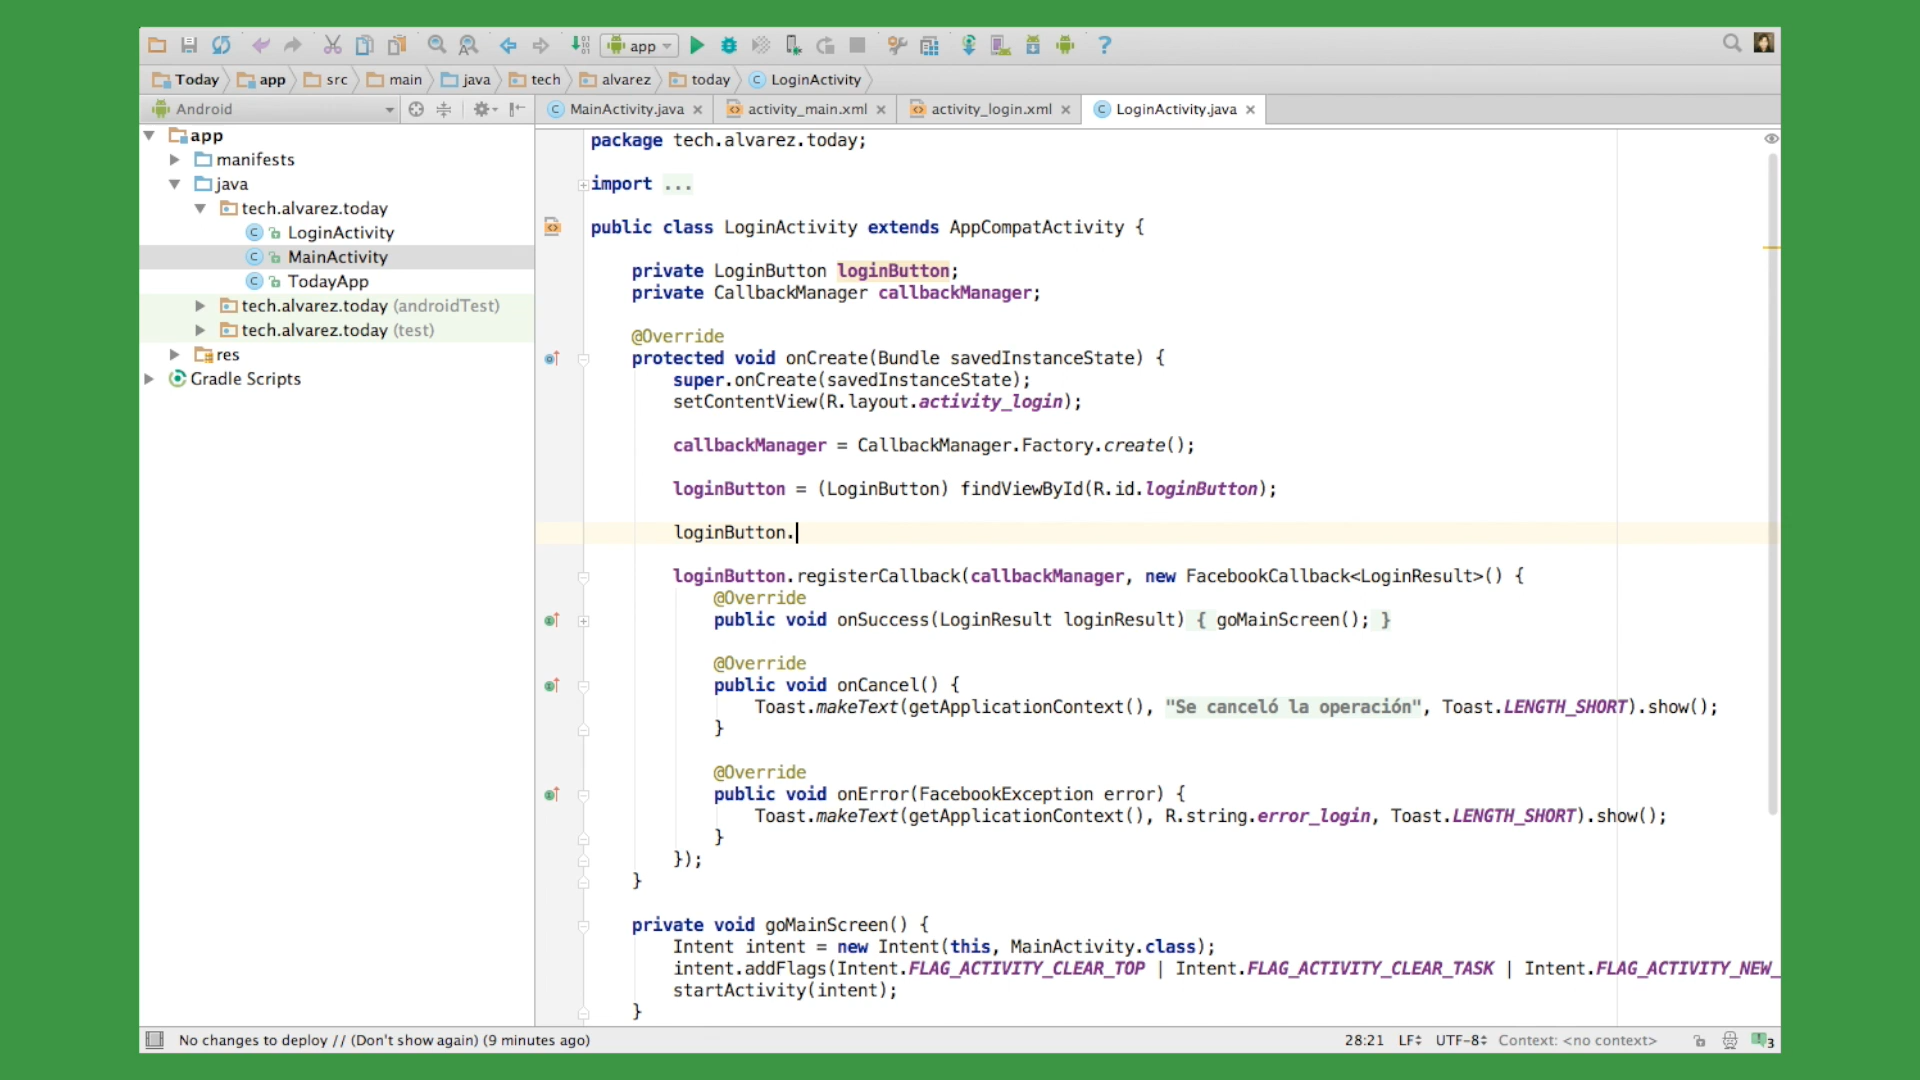 app
Today app src main java tech alvarez today LoginActivity
Android
MainActivity.java activity_main.xml activity_login.xml LoginActivity.java
app
manifests
java
tech.alvarez.today
LoginActivity
MainActivity
TodayApp
tech.alvarez.today (androidTest)
tech.alvarez.today (test)
res
Gradle Scripts
package tech.alvarez.today;
import ...
public class LoginActivity extends AppCompatActivity {
private LoginButton loginButton;
private CallbackManager callbackManager;
@Override
protected void onCreate(Bundle savedInstanceState) {
super.onCreate(savedInstanceState);
setContentView(R.layout.activity_login);
callbackManager = CallbackManager.Factory.create();
loginButton = (LoginButton) findViewById(R.id.loginButton);
loginButton.
loginButton.registerCallback(callbackManager, new FacebookCallback<LoginResult>() {
@Override
public void onSuccess(LoginResult loginResult) { goMainScreen(); }
@Override
public void onCancel() {
Toast.makeText(getApplicationContext(), "Se canceló la operación", Toast.LENGTH_SHORT).show();
}
@Override
public void onError(FacebookException error) {
Toast.makeText(getApplicationContext(), R.string.error_login, Toast.LENGTH_SHORT).show();
}
});
}
private void goMainScreen() {
Intent intent = new Intent(this, MainActivity.class);
intent.addFlags(Intent.FLAG_ACTIVITY_CLEAR_TOP | Intent.FLAG_ACTIVITY_CLEAR_TASK | Intent.FLAG_ACTIVITY_NEW_
startActivity(intent);
}
No changes to deploy // (Don't show again) (9 minutes ago) 28:21 LF UTF-8 Context: <no context> 3